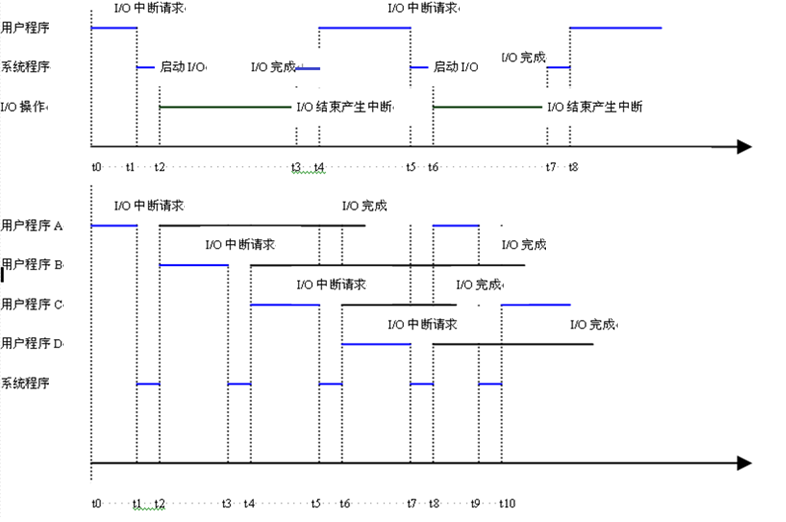 I/O 中断请求 I/O 中断请求
用户程序
系统程序 启动 I/O I/O 完成 启动 I/O I/O 完成
I/O 操作 I/O 结束产生中断 I/O 结束产生中断
t0 t1 t2 t3 t4 t5 t6 t7 t8
I/O 中断请求 I/O 完成
用户程序 A
I/O 中断请求 I/O 完成
用户程序 B
I/O 中断请求 I/O 完成
用户程序 C
I/O 中断请求 I/O 完成
用户程序 D
系统程序
t0 t1 t2 t3 t4 t5 t6 t7 t8 t9 t10